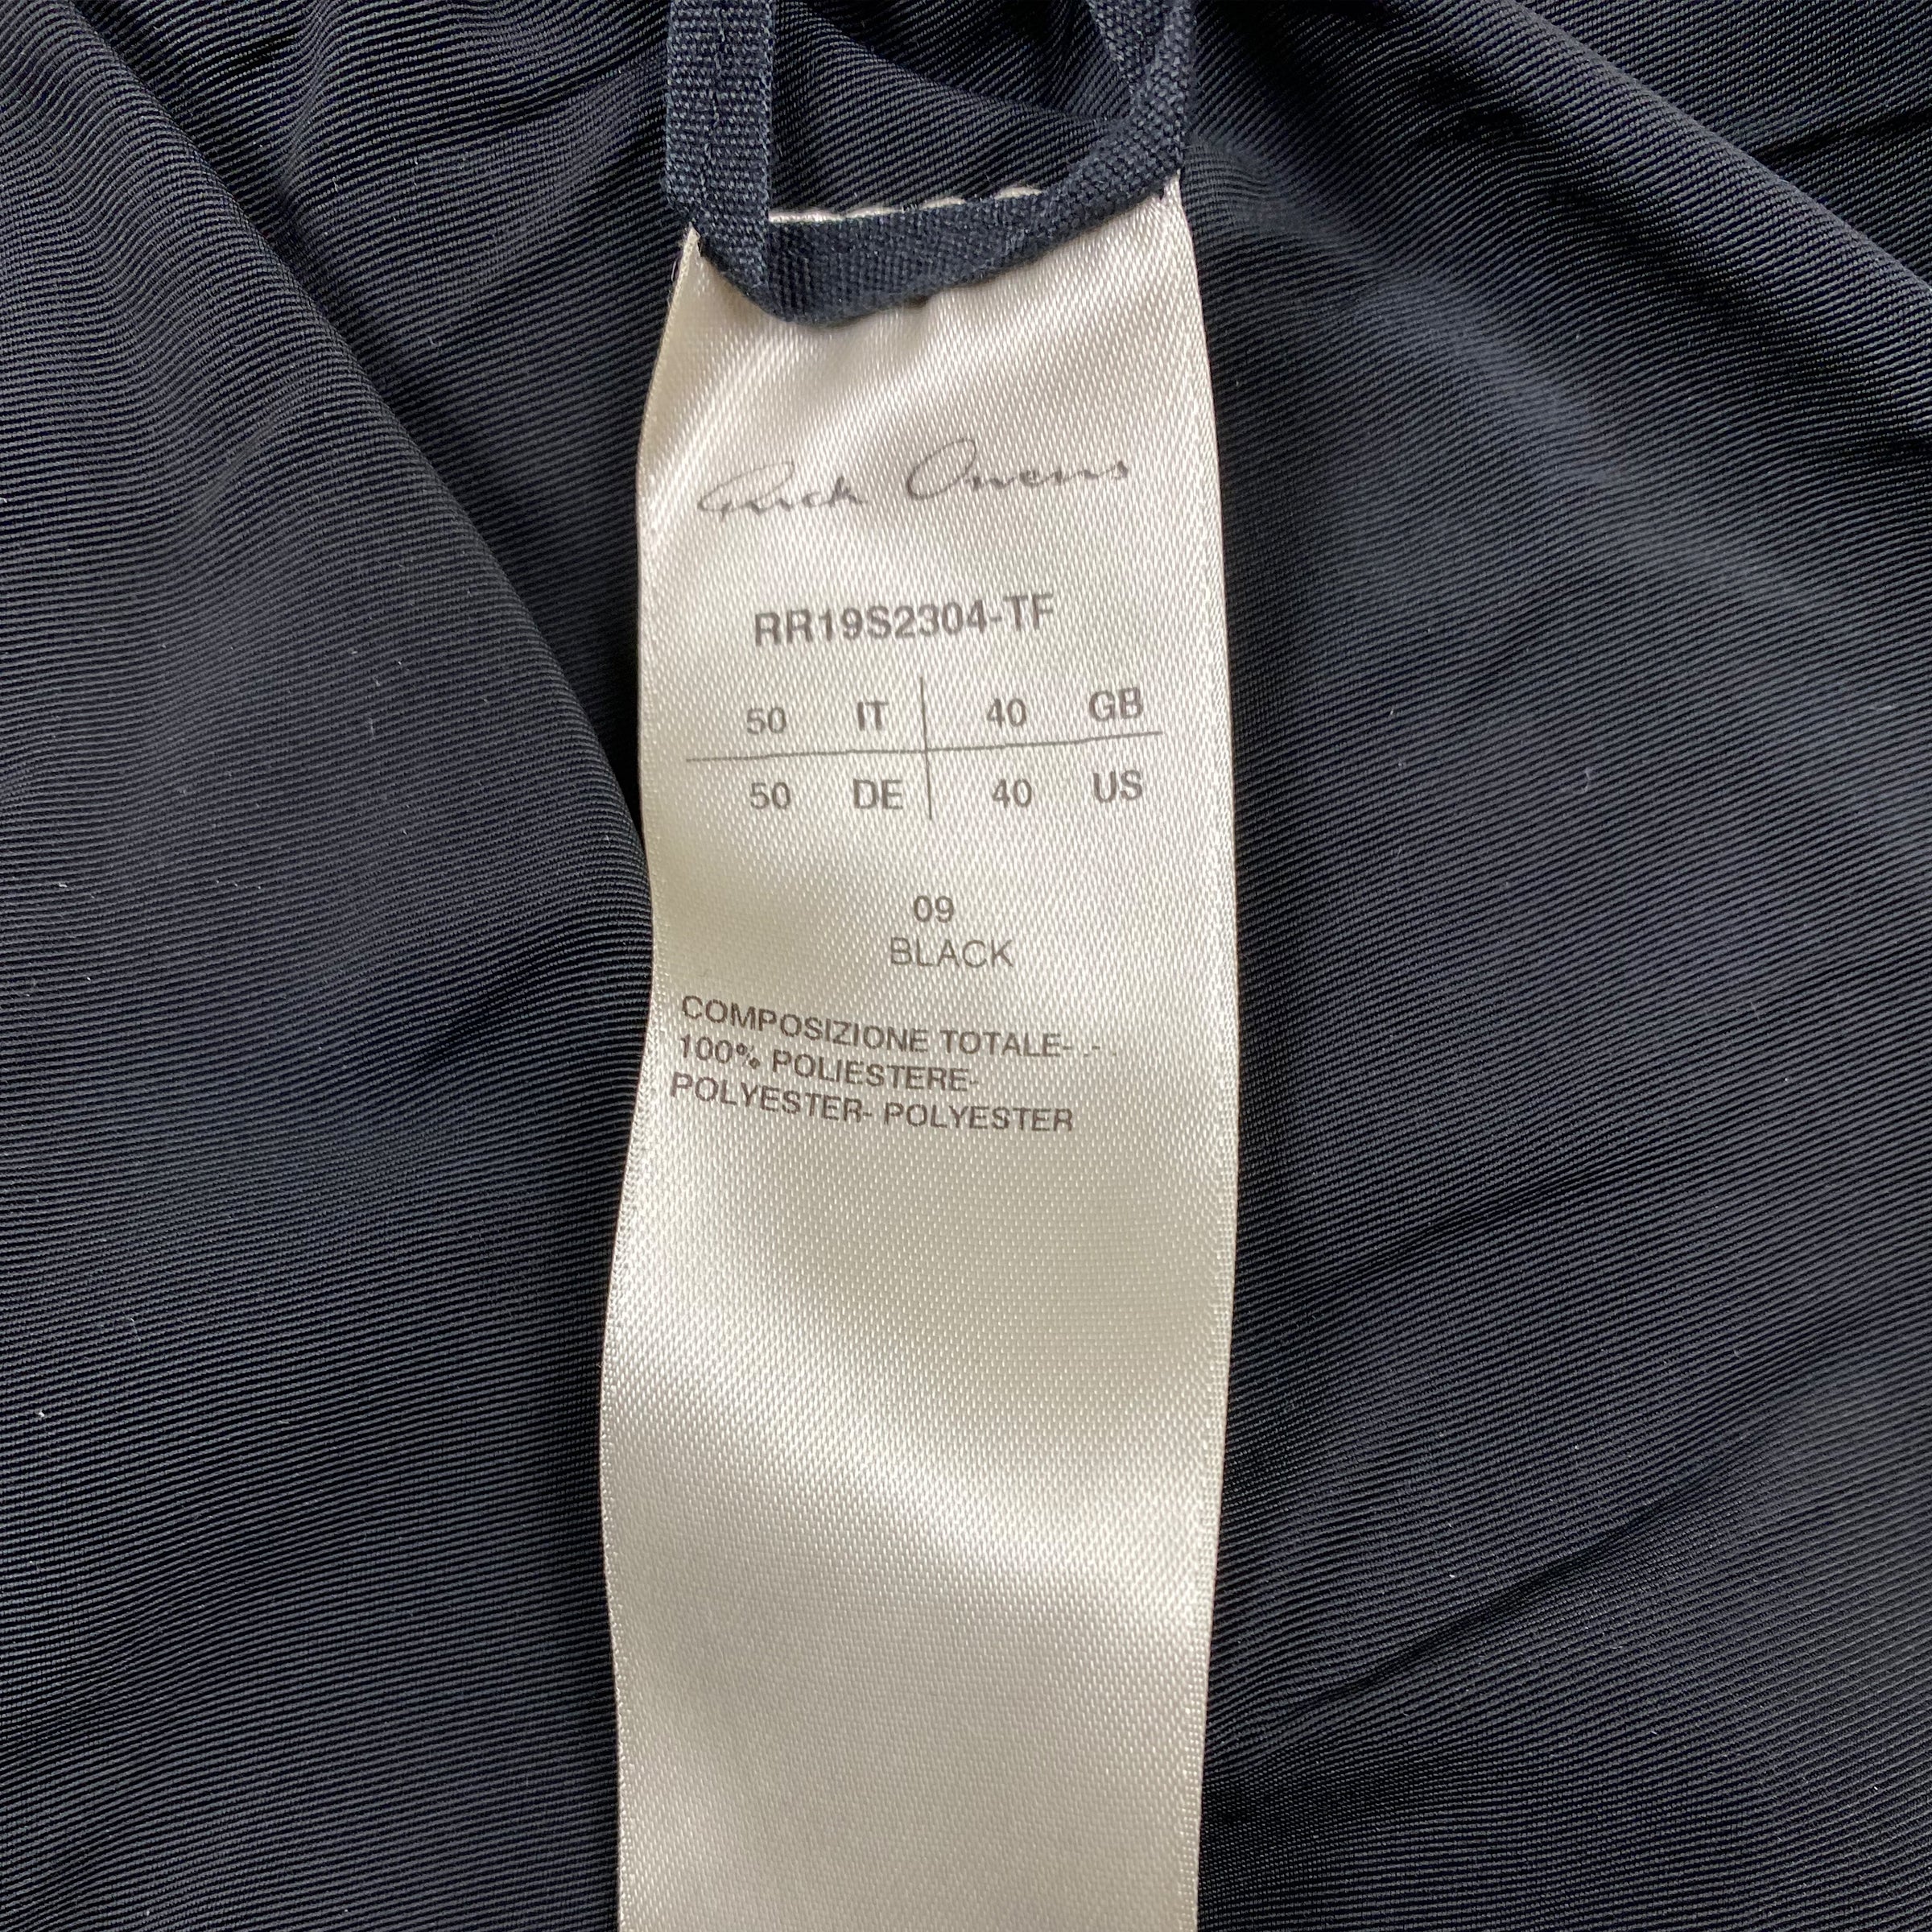 Rick Owens
RR19S2304-TF
50 IT 40 GB
50 DE 40 US
09
BLACK
COMPOSIZIONE TOTALE- .- .
100% POLIESTERE-
POLYESTER- POLYESTER